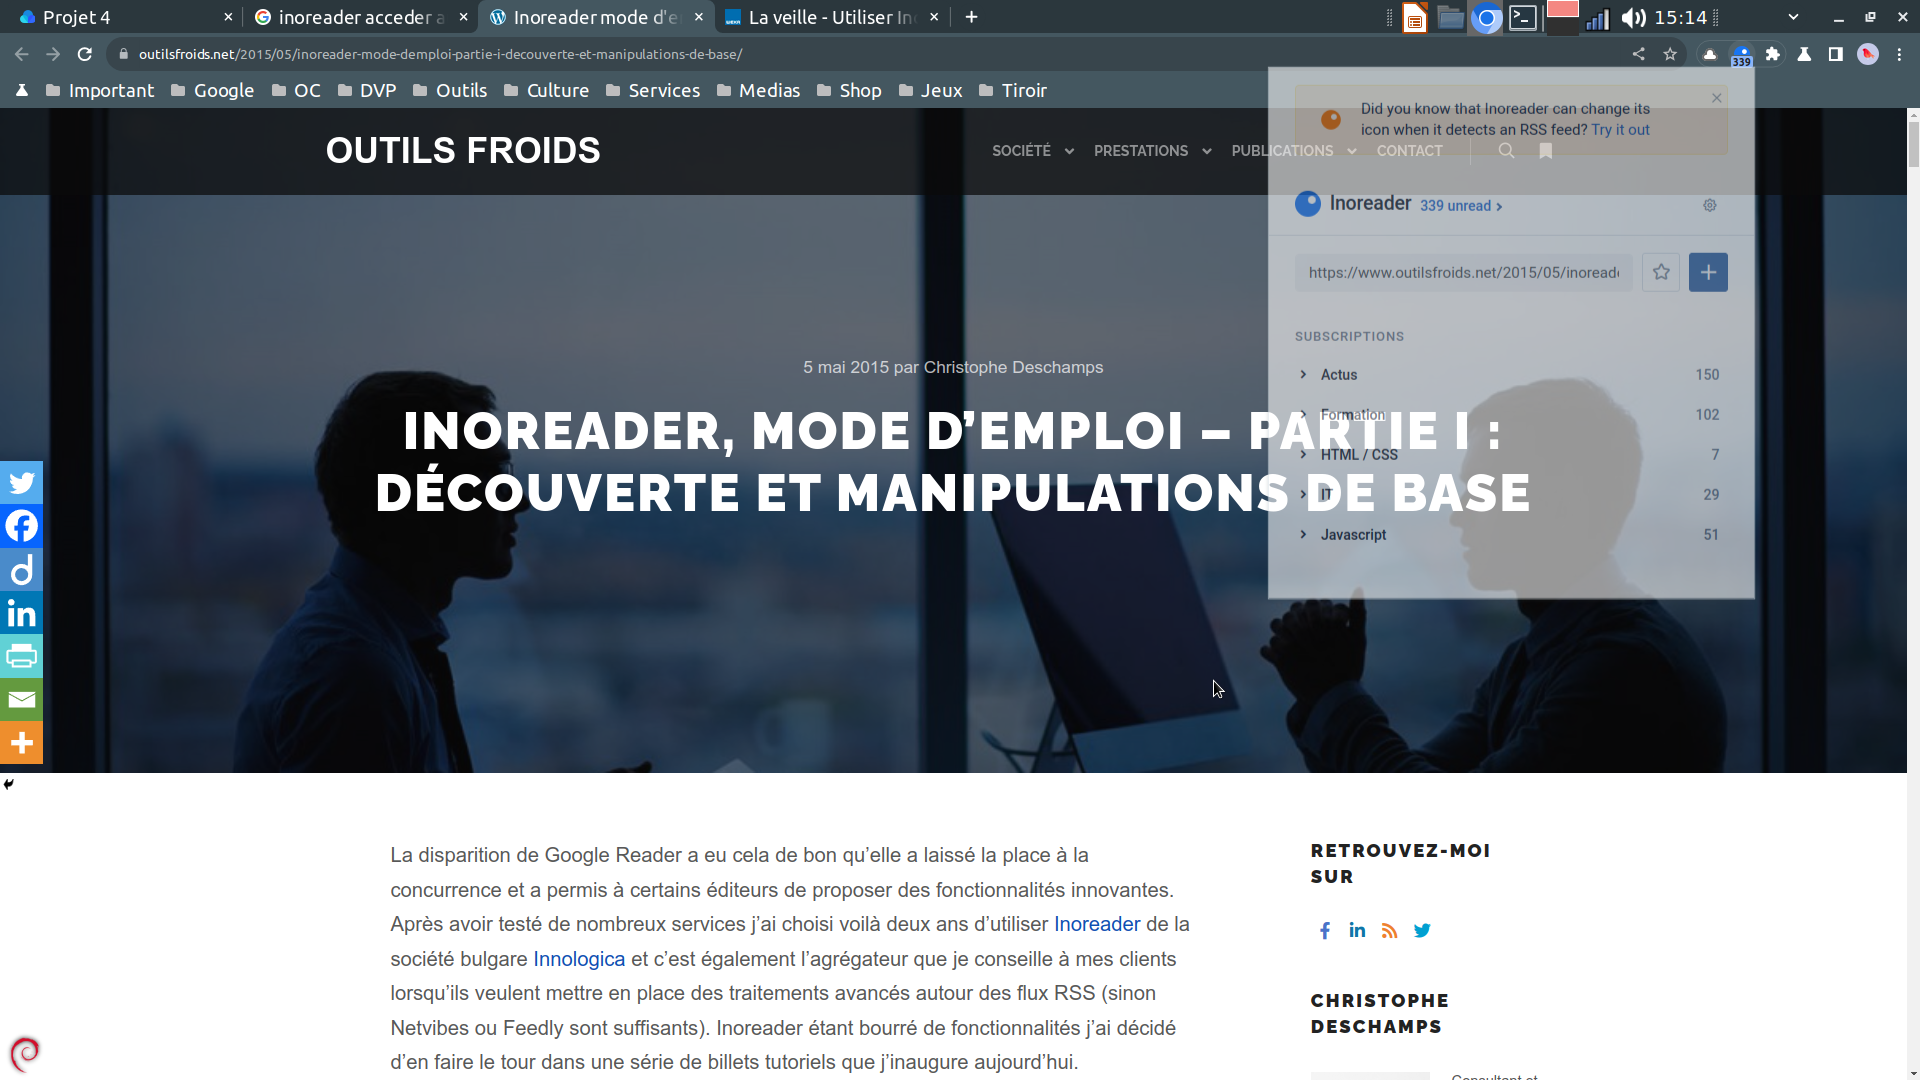 Projet 4
inoreader acceder a
Inoreader mode d'e
La veille - Utiliser In
15:14
outilsfroids.net/2015/05/inoreader-mode-demploi-partie-i-decouverte-et-manipulations-de-base/
339
Important Google OC DVP Outils Culture Services Medias Shop Jeux Tiroir
Did you know that Inoreader can change its
icon when it detects an RSS feed? Try it out
OUTILS FROIDS
SOCIÉTÉ PRESTATIONS PUBLICATIONS CONTACT
Inoreader 339 unread >
https://www.outilsfroids.net/2015/05/inoreade
SUBSCRIPTIONS
Actus 150
Formation 102
HTML / CSS 7
IT 29
Javascript 51
5 mai 2015 par Christophe Deschamps
INOREADER, MODE D’EMPLOI – PARTIE I :
DÉCOUVERTE ET MANIPULATIONS DE BASE
La disparition de Google Reader a eu cela de bon qu’elle a laissé la place à la
concurrence et a permis à certains éditeurs de proposer des fonctionnalités innovantes.
Après avoir testé de nombreux services j’ai choisi voilà deux ans d’utiliser Inoreader de la
société bulgare Innologica et c’est également l’agrégateur que je conseille à mes clients
lorsqu’ils veulent mettre en place des traitements avancés autour des flux RSS (sinon
Netvibes ou Feedly sont suffisants). Inoreader étant bourré de fonctionnalités j’ai décidé
d’en faire le tour dans une série de billets tutoriels que j’inaugure aujourd’hui.
RETROUVEZ-MOI
SUR
CHRISTOPHE
DESCHAMPS
Consultant et